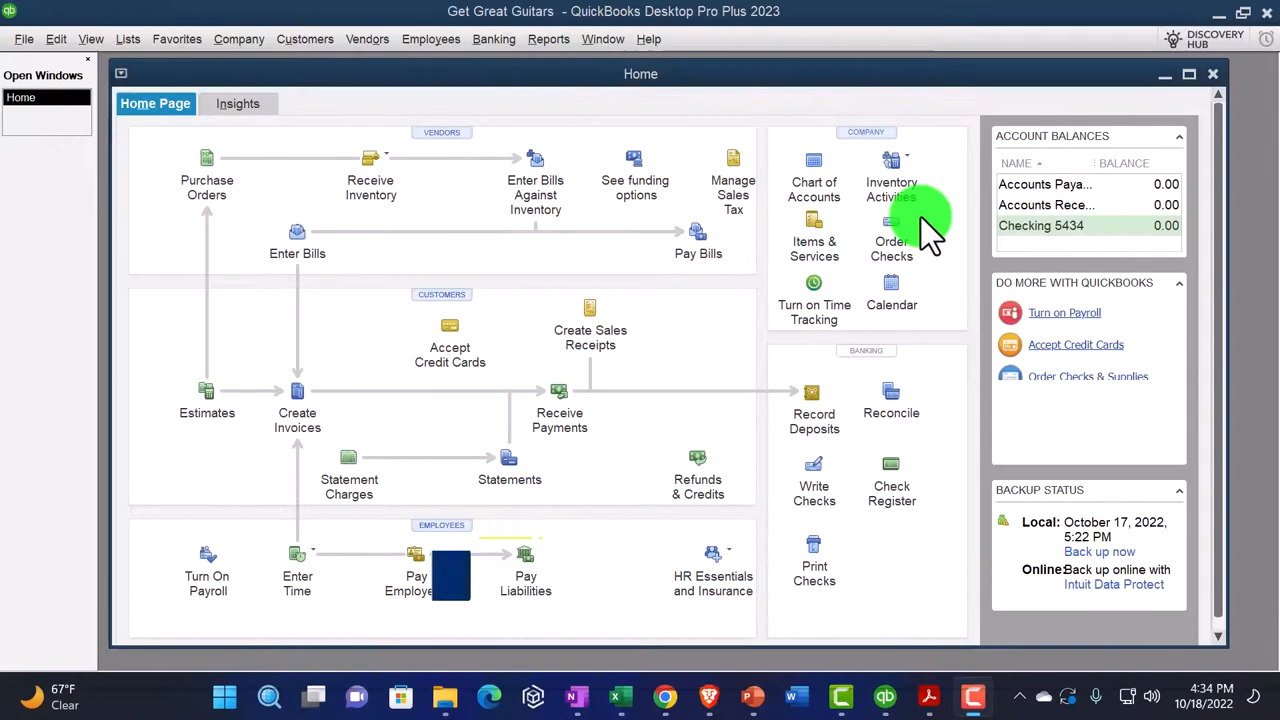 Get Great Guitars - QuickBooks Desktop Pro Plus 2023
File Edit View Lists Favorites Company Customers Vendors Employees Banking Reports Window Help
DISCOVERY
HUB
Open Windows
Home
Home
Home Page Insights
VENDORS
Purchase
Orders
Receive
Inventory
Enter Bills
Against
Inventory
See funding
options
Manage
Sales
Tax
Enter Bills
Pay Bills
CUSTOMERS
Accept
Credit Cards
Create Sales
Receipts
Estimates
Create
Invoices
Receive
Payments
Statement
Charges
Statements
Refunds
& Credits
EMPLOYEES
Turn On
Payroll
Enter
Time
Pay
Employe
Pay
Liabilities
HR Essentials
and Insurance
COMPANY
Chart of
Accounts
Inventory
Activities
Items &
Services
Order
Checks
Turn on Time
Tracking
Calendar
BANKING
Record
Deposits
Reconcile
Write
Checks
Check
Register
Print
Checks
ACCOUNT BALANCES
NAME BALANCE
Accounts Paya... 0.00
Accounts Rece... 0.00
Checking 5434 0.00
DO MORE WITH QUICKBOOKS
Turn on Payroll
Accept Credit Cards
Order Checks & Supplies
BACKUP STATUS
Local: October 17, 2022,
5:22 PM
Back up now
Online: Back up online with
Intuit Data Protect
67°F
Clear
4:34 PM
10/18/2022